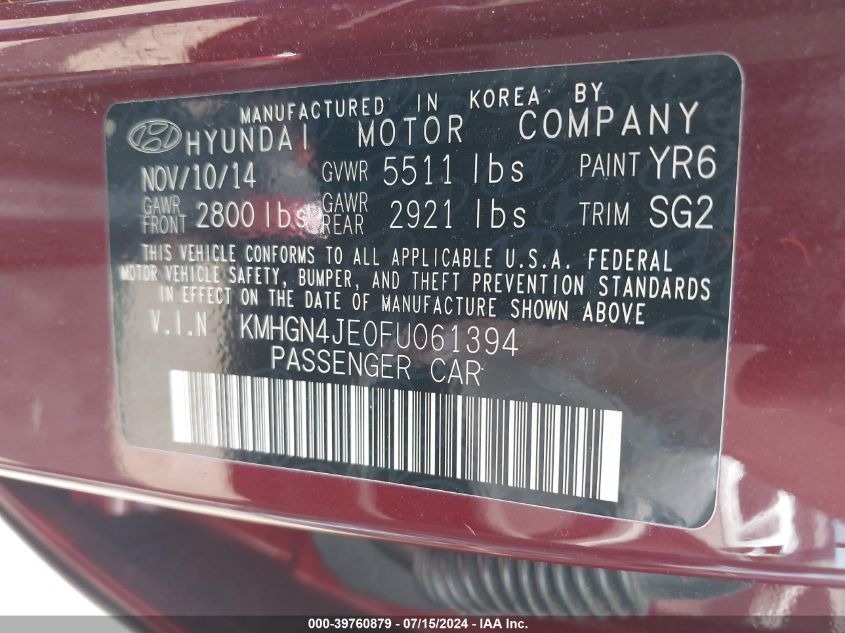 MANUFACTURED IN KOREA BY
HYUNDAI MOTOR COMPANY
NOV/10/14 GVWR 5511 lbs PAINT YR6
GAWR FRONT 2800 lbs GAWR REAR 2921 lbs TRIM SG2
THIS VEHICLE CONFORMS TO ALL APPLICABLE U.S.A. FEDERAL
MOTOR VEHICLE SAFETY, BUMPER, AND THEFT PREVENTION STANDARDS
IN EFFECT ON THE DATE OF MANUFACTURE SHOWN ABOVE
V.I.N KMHGN4JE0FU061394
PASSENGER CAR
000-39760879 - 07/15/2024 - IAA Inc.